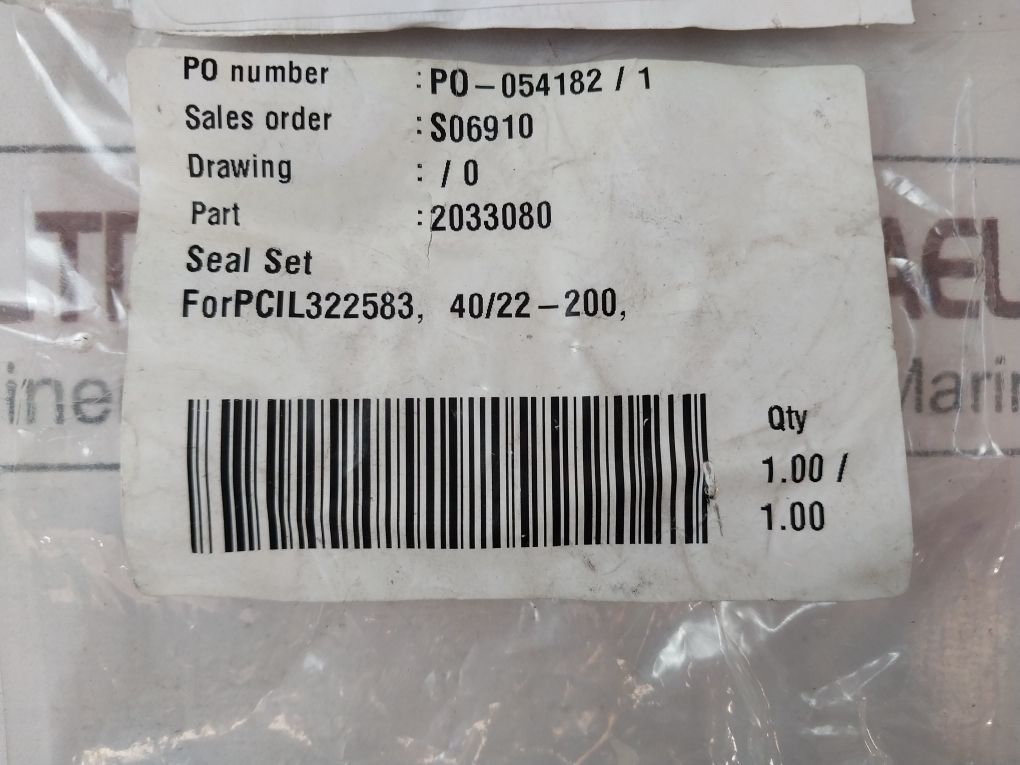 PO number :PO-054182 / 1
Sales order :S06910
Drawing : / 0
Part :2033080
Seal Set
ForPCIL322583, 40/22-200,
Qty
1.00 /
1.00